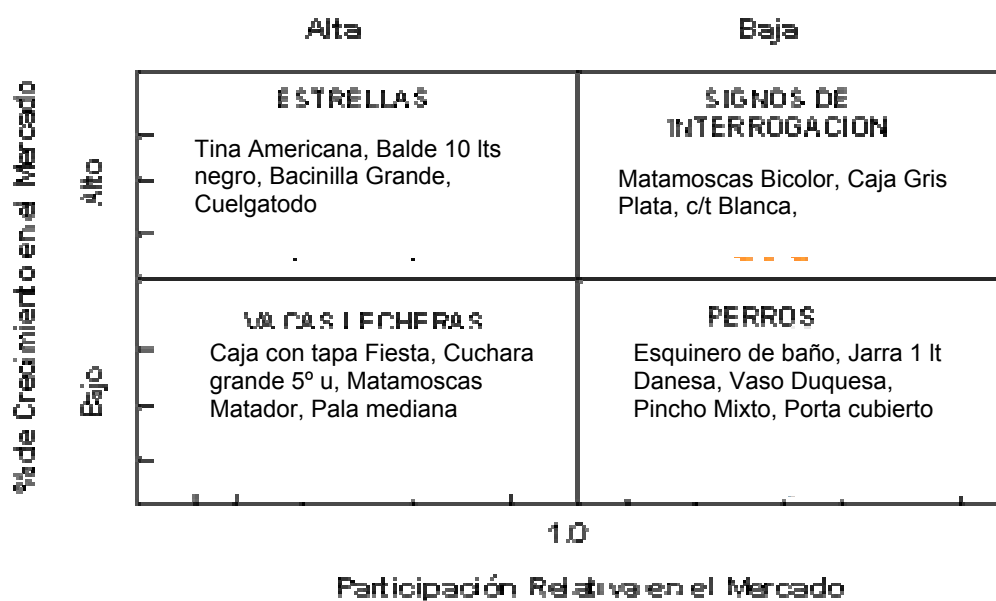 Alta
Baja
% de Crecimiento en el Mercado
Alto
ESTRELLAS
Tina Americana, Balde 10 lts
negro, Bacinilla Grande,
Cuelgatodo
SIGNOS DE
INTERROGACION
Matamoscas Bicolor, Caja Gris
Plata, c/t Blanca,
Bajo
VACAS LECHERAS
Caja con tapa Fiesta, Cuchara
grande 5º u, Matamoscas
Matador, Pala mediana
PERROS
Esquinero de baño, Jarra 1 lt
Danesa, Vaso Duquesa,
Pincho Mixto, Porta cubierto
1.0
Participación Relativa en el Mercado